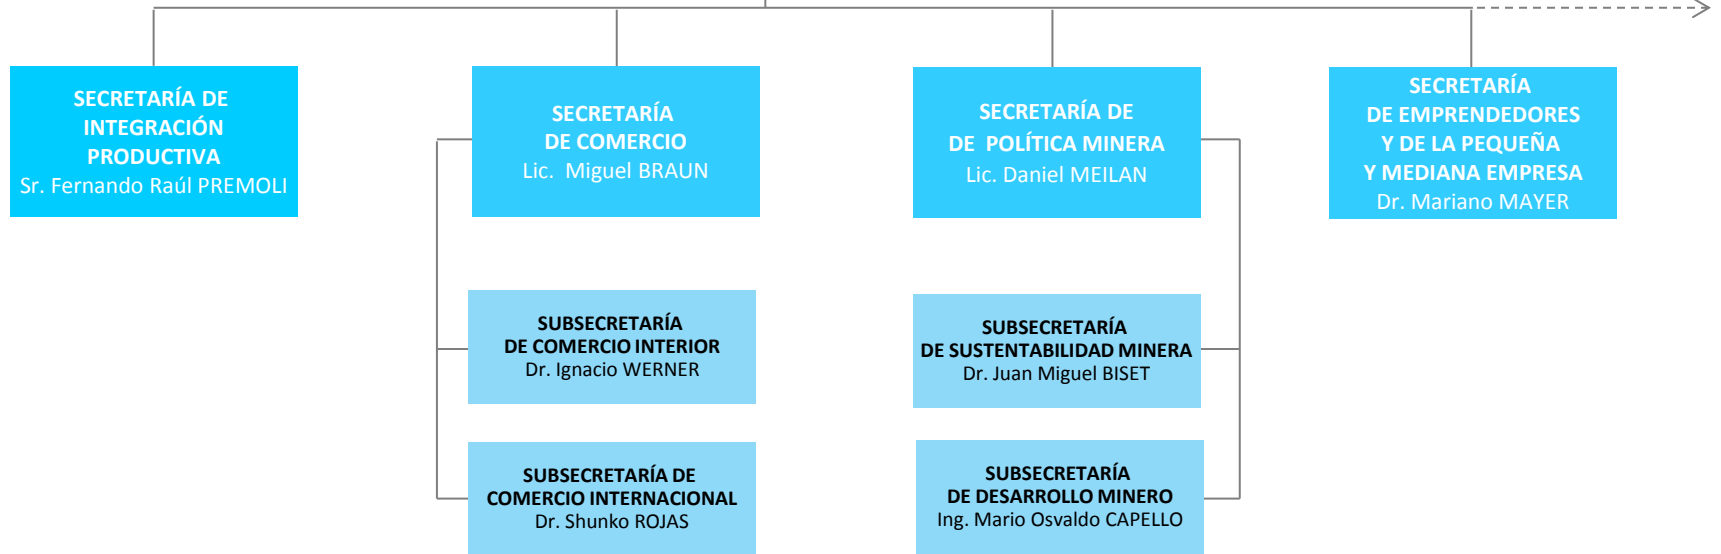 SECRETARÍA DE
INTEGRACIÓN
PRODUCTIVA
Sr. Fernando Raúl PREMOLI
SECRETARÍA
DE COMERCIO
Lic. Miguel BRAUN
SECRETARÍA DE
DE POLÍTICA MINERA
Lic. Daniel MEILAN
SECRETARÍA
DE EMPRENDEDORES
Y DE LA PEQUEÑA
Y MEDIANA EMPRESA
Dr. Mariano MAYER
SUBSECRETARÍA
DE COMERCIO INTERIOR
Dr. Ignacio WERNER
SUBSECRETARÍA
DE SUSTENTABILIDAD MINERA
Dr. Juan Miguel BISET
SUBSECRETARÍA DE
COMERCIO INTERNACIONAL
Dr. Shunko ROJAS
SUBSECRETARÍA
DE DESARROLLO MINERO
Ing. Mario Osvaldo CAPELLO